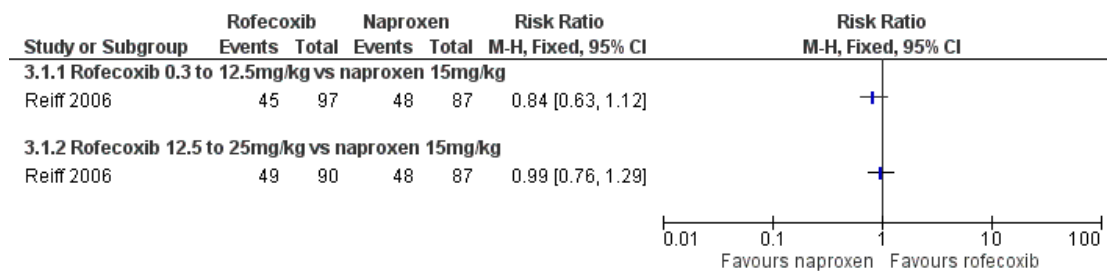 Rofecoxib Naproxen Risk Ratio Risk Ratio
Study or Subgroup Events Total Events Total M-H, Fixed, 95% CI M-H, Fixed, 95% CI
3.1.1 Rofecoxib 0.3 to 12.5mg/kg vs naproxen 15mg/kg
Reiff 2006 45 97 48 87 0.84 [0.63, 1.12]
3.1.2 Rofecoxib 12.5 to 25mg/kg vs naproxen 15mg/kg
Reiff 2006 49 90 48 87 0.99 [0.76, 1.29]
0.01 0.1 1 10 100
Favours naproxen Favours rofecoxib